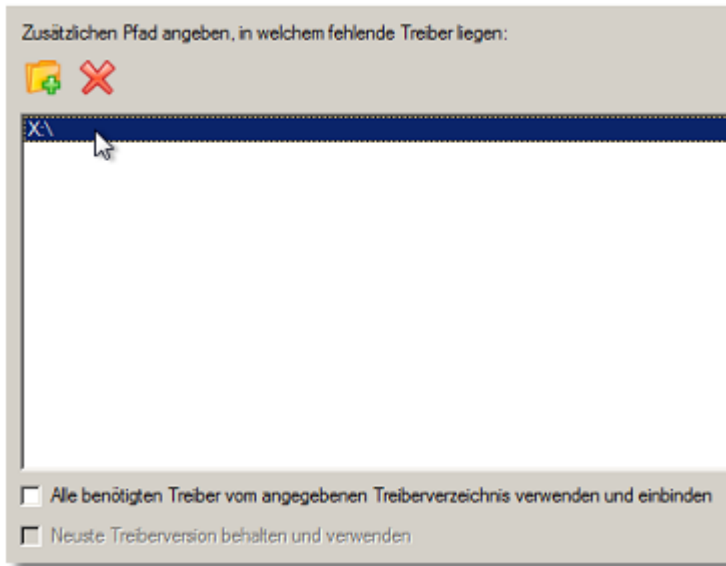 Zusätzlichen Pfad angeben, in welchem fehlende Treiber liegen:
X:\
Alle benötigten Treiber vom angegebenen Treiberverzeichnis verwenden und einbinden
Neuste Treiberversion behalten und verwenden